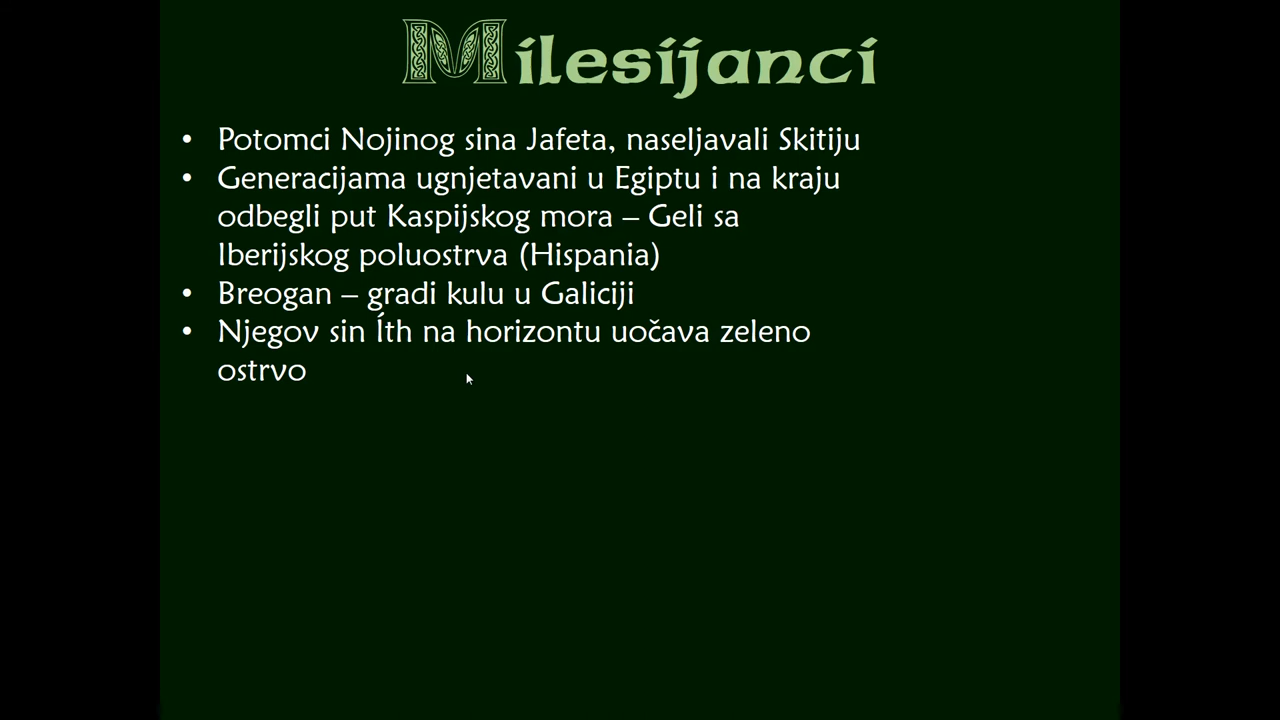 Milesijanci
• Potomci Nojinog sina Jafeta, naseljavali Skitiju
• Generacijama ugnjetavani u Egiptu i na kraju
odbegli put Kaspijskog mora – Geli sa
Iberijskog poluostrva (Hispania)
• Breogan – gradi kulu u Galiciji
• Njegov sin Íth na horizontu uočava zeleno
ostrvo